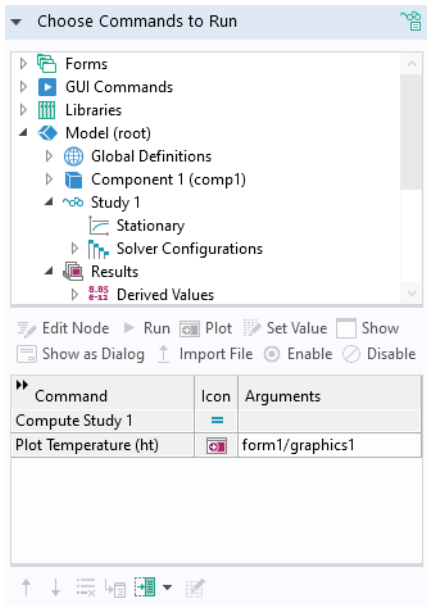 Choose Commands to Run
Forms
GUI Commands
Libraries
Model (root)
Global Definitions
Component 1 (comp1)
Study 1
Stationary
Solver Configurations
Results
8.85
e-12 Derived Values
Edit Node Run Plot Set Value Show
Show as Dialog Import File Enable Disable
Command Icon Arguments
Compute Study 1 =
Plot Temperature (ht) form1/graphics1